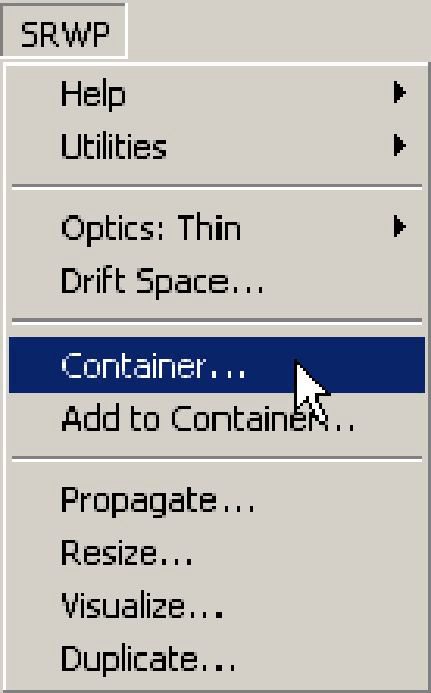 SRWP
Help
Utilities
Optics: Thin
Drift Space...
Container...
Add to Container...
Propagate...
Resize...
Visualize...
Duplicate...